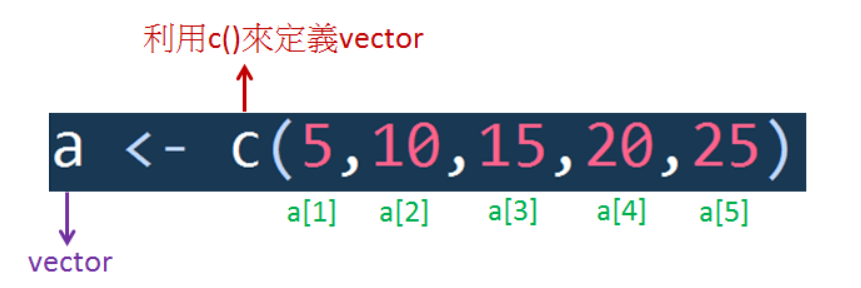 利用c()來定義vector
a <- c(5,10,15,20,25)
a[1] a[2] a[3] a[4] a[5]
vector